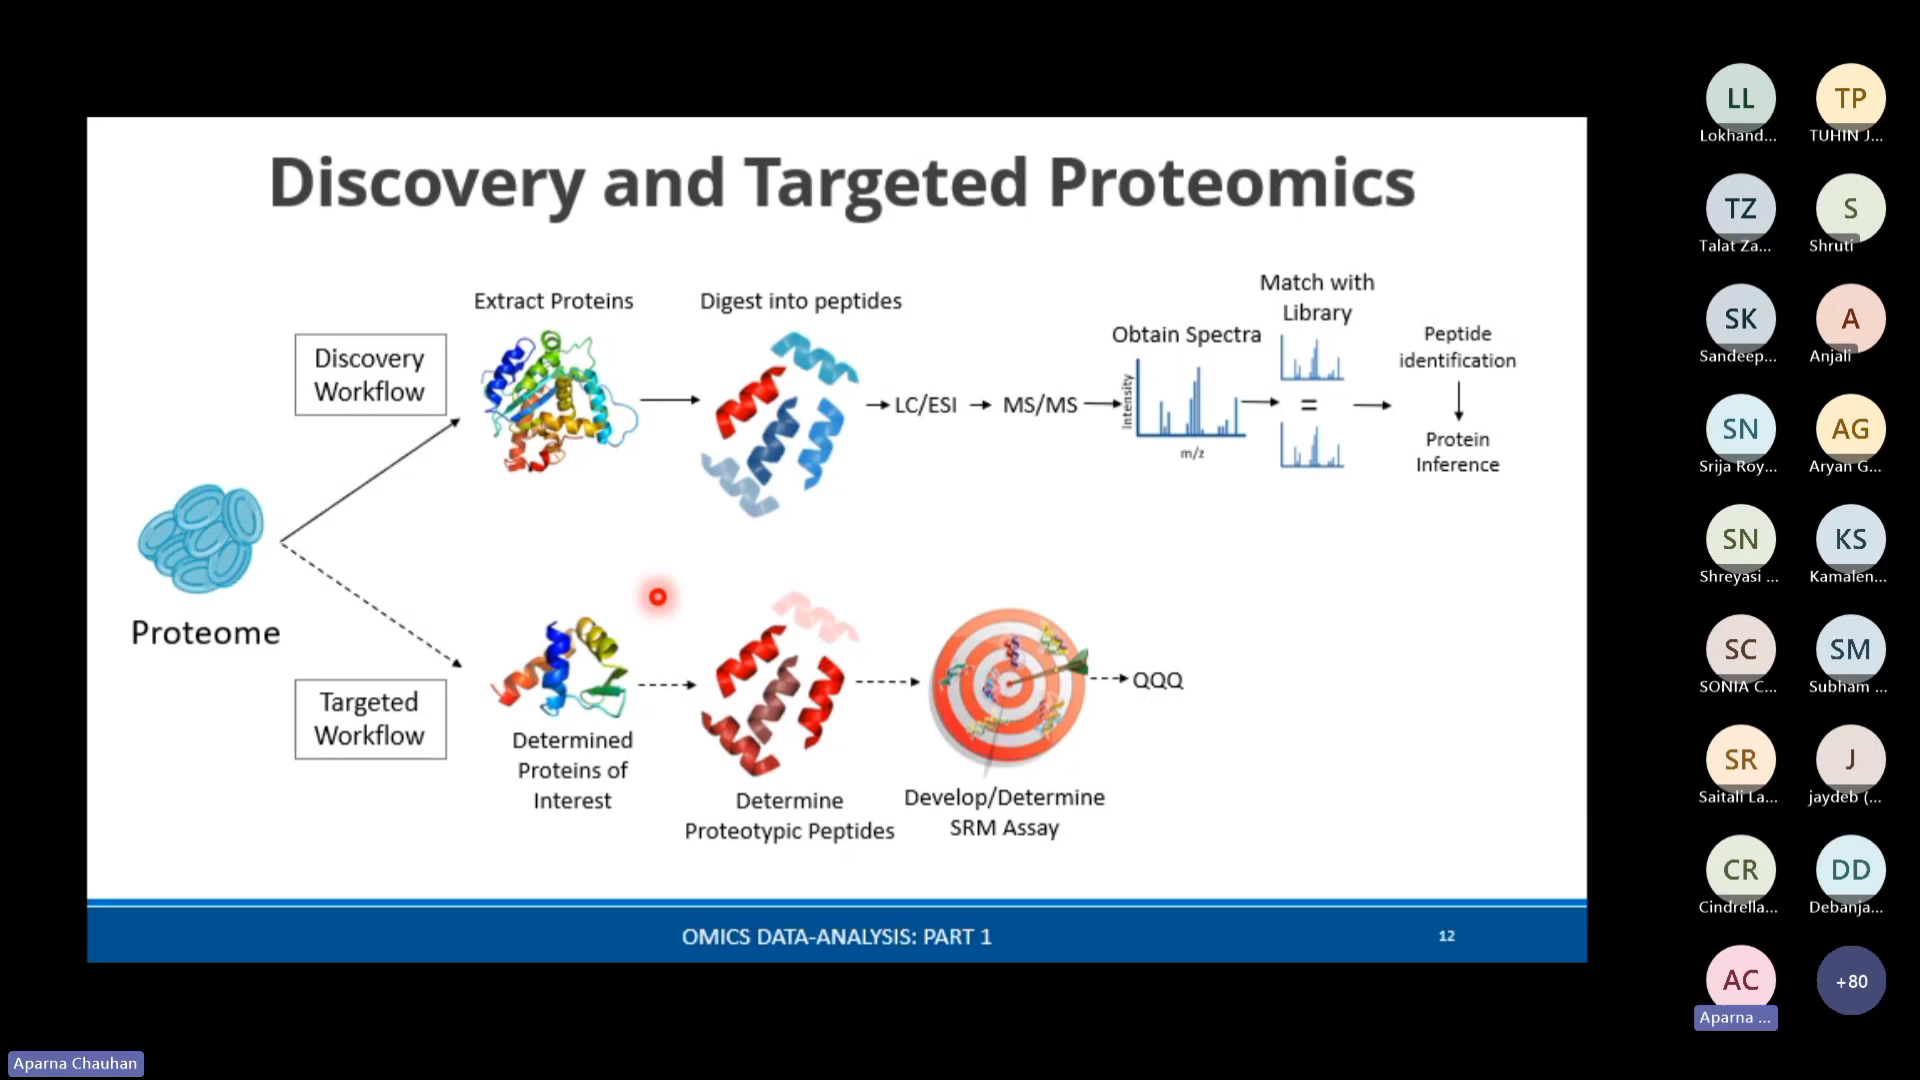 Discovery and Targeted Proteomics
Extract Proteins
Digest into peptides
Match with
Library
Obtain Spectra
Peptide
identification
Discovery
Workflow
LC/ESI
MS/MS
Intensity
=
m/z
Protein
Inference
Proteome
Targeted
Workflow
Determined
Proteins of
Interest
Determine
Proteotypic Peptides
Develop/Determine
SRM Assay
QQQ
OMICS DATA-ANALYSIS: PART 1
12
LL
Lokhand...
TP
TUHIN J...
TZ
Talat Za...
S
Shruti
SK
Sandeep...
A
Anjali
SN
Srija Roy...
AG
Aryan G...
SN
Shreyasi ...
KS
Kamalen...
SC
SONIA C...
SM
Subham ...
SR
Saitali La...
J
jaydeb (...
CR
Cindrella...
DD
Debanja...
AC
Aparna ...
+80
Aparna Chauhan